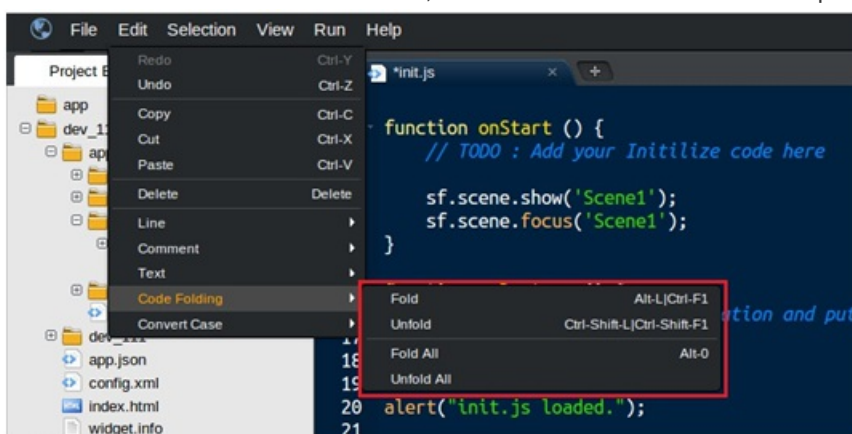 File Edit Selection View Run Help
Project E
*init.js
Redo Ctrl-Y
Undo Ctrl-Z
Copy Ctrl-C
Cut Ctrl-X
Paste Ctrl-V
Delete Delete
Line
Comment
Text
Code Folding
Convert Case
Fold Alt-L|Ctrl-F1
Unfold Ctrl-Shift-L|Ctrl-Shift-F1
Fold All Alt-0
Unfold All
app
dev_11
app
app.json
config.xml
index.html
widget.info
function onStart () {
// TODO : Add your Initilize code here
sf.scene.show('Scene1');
sf.scene.focus('Scene1');
}
ation and put
18
19
20 alert("init.js loaded.");
21